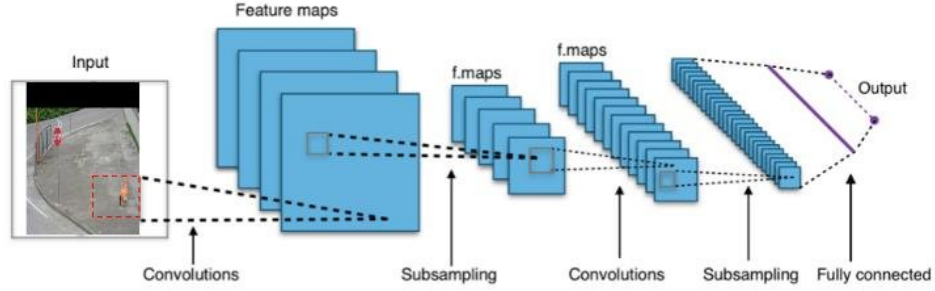 Feature maps
Input
f.maps
f.maps
Output
Convolutions
Subsampling
Convolutions
Subsampling
Fully connected